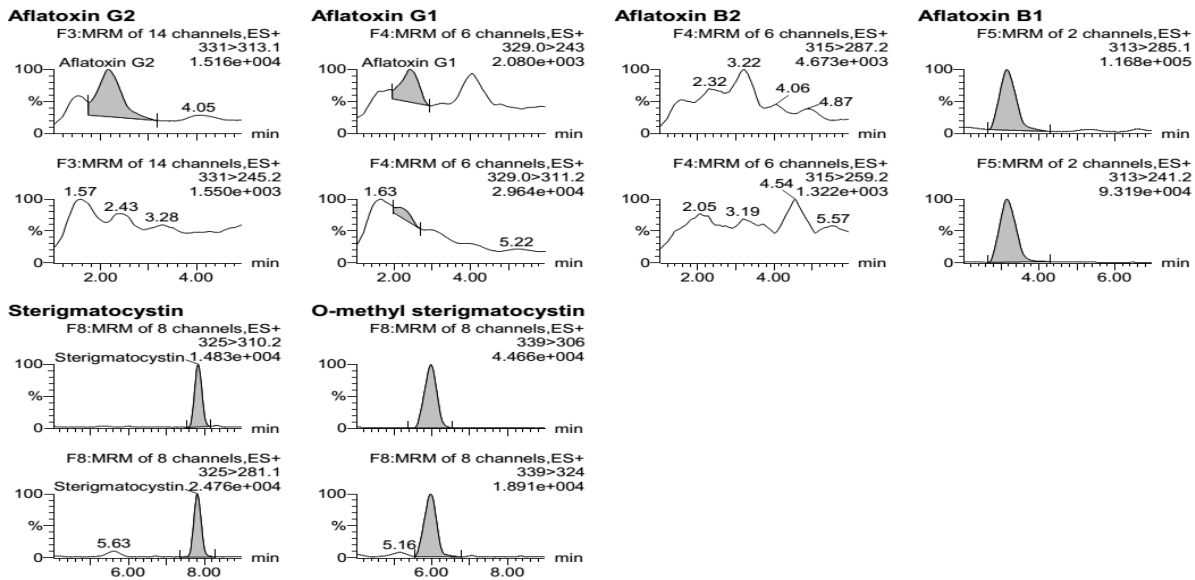 Aflatoxin G2
F3:MRM of 14 channels,ES+
331>313.1
1.516e+004
Aflatoxin G2
4.05
100
%
0
min
F3:MRM of 14 channels,ES+
331>245.2
1.550e+003
1.57
2.43
3.28
100
%
0
min
2.00
4.00
Aflatoxin G1
F4:MRM of 6 channels,ES+
329.0>243
2.080e+003
Aflatoxin G1
100
%
0
min
F4:MRM of 6 channels,ES+
329.0>311.2
2.964e+004
1.63
5.22
100
%
0
min
2.00
4.00
Aflatoxin B2
F4:MRM of 6 channels,ES+
315>287.2
4.673e+003
3.22
2.32
4.06
4.87
100
%
0
min
F4:MRM of 6 channels,ES+
315>259.2
1.322e+003
4.54
2.05
3.19
5.57
100
%
0
min
2.00
4.00
Aflatoxin B1
F5:MRM of 2 channels,ES+
313>285.1
1.168e+005
100
%
0
min
F5:MRM of 2 channels,ES+
313>241.2
9.319e+004
100
%
0
min
4.00
6.00
Sterigmatocystin
F8:MRM of 8 channels,ES+
325>310.2
Sterigmatocystin 1.483e+004
100
%
0
min
F8:MRM of 8 channels,ES+
325>281.1
Sterigmatocystin 2.476e+004
5.63
100
%
0
min
6.00
8.00
O-methyl sterigmatocystin
F8:MRM of 8 channels,ES+
339>306
4.466e+004
100
%
0
min
F8:MRM of 8 channels,ES+
339>324
1.891e+004
5.16
100
%
0
min
6.00
8.00